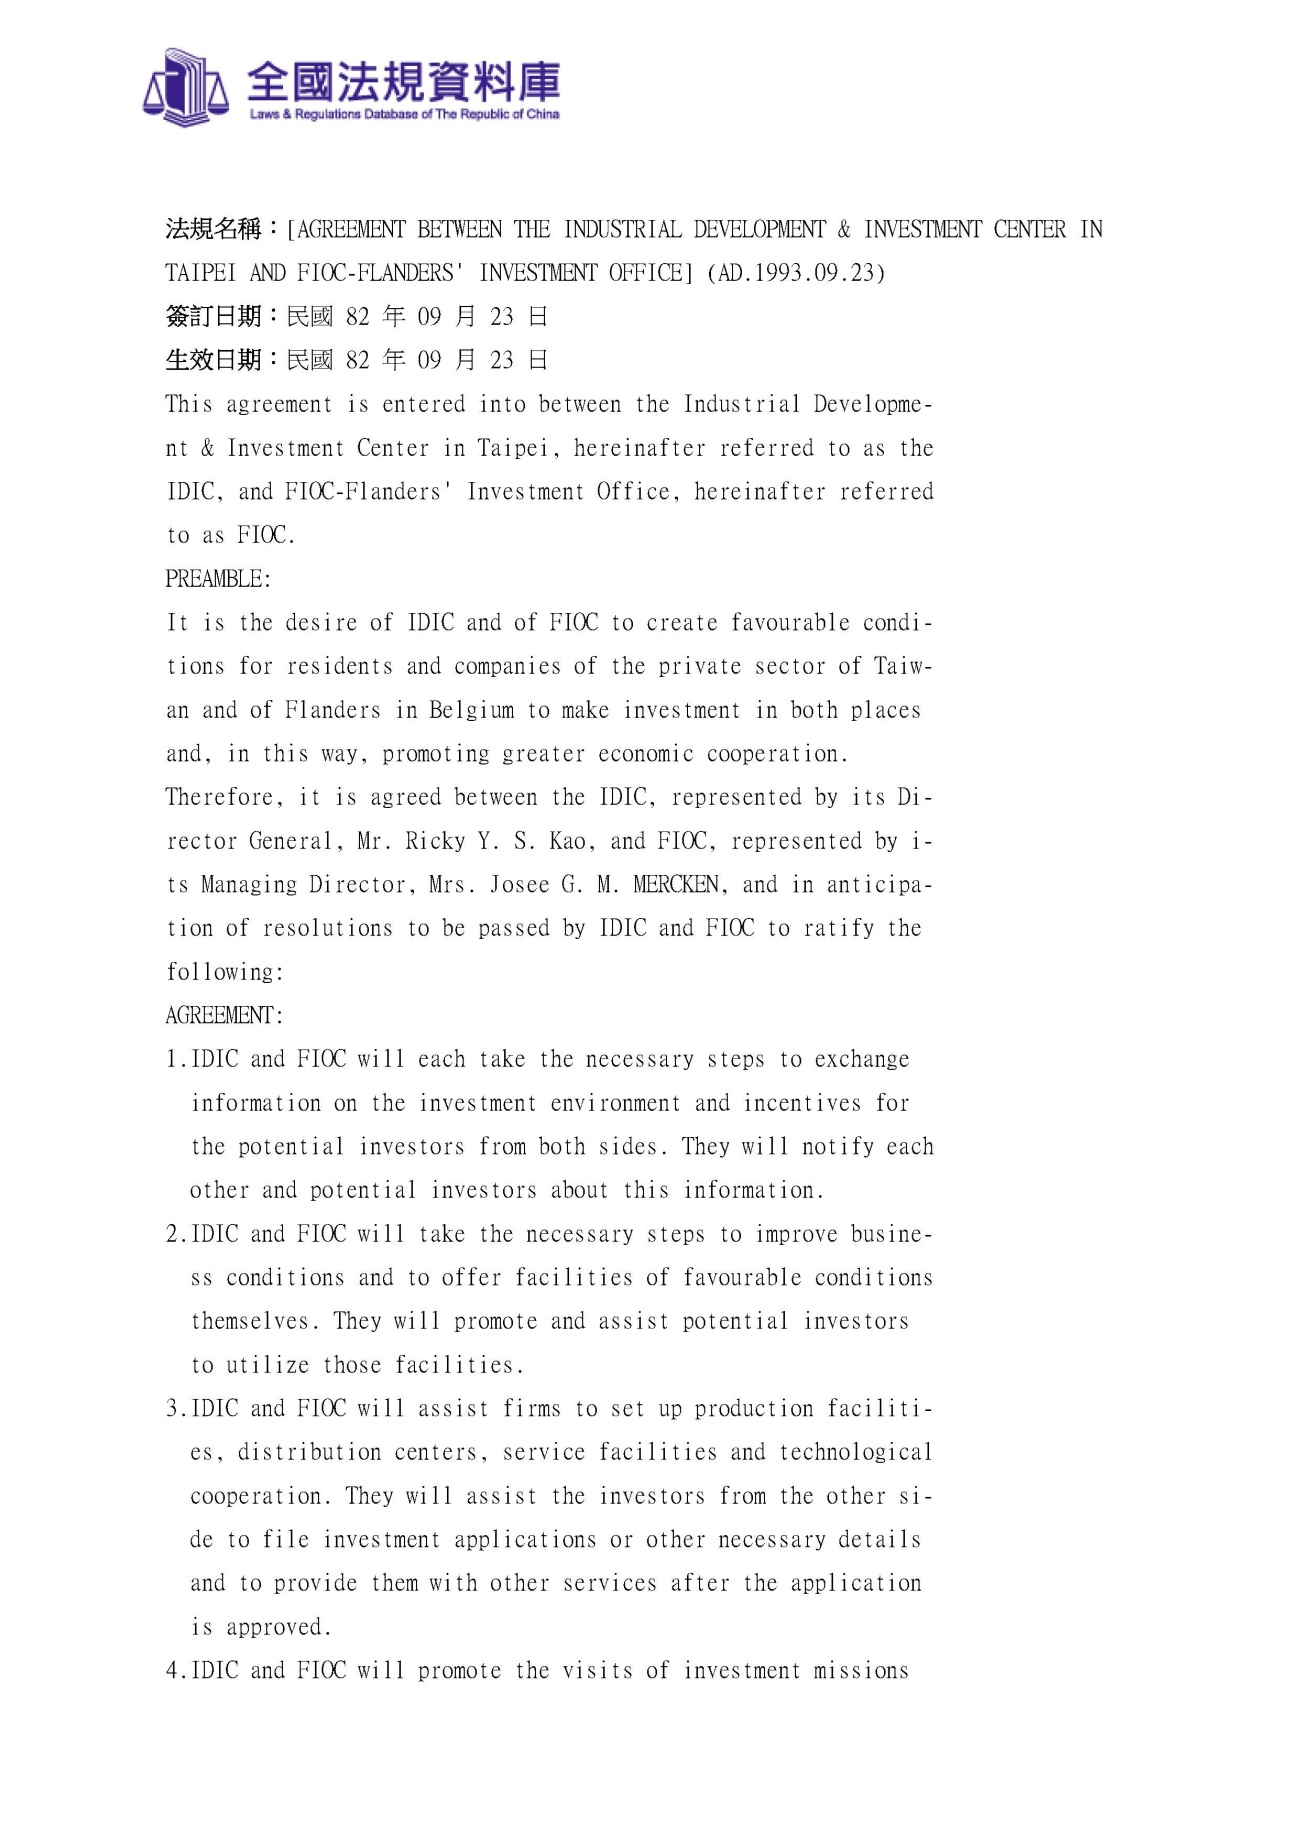 全國法規資料庫
Laws & Regulations Database of The Republic of China
法規名稱：[AGREEMENT BETWEEN THE INDUSTRIAL DEVELOPMENT & INVESTMENT CENTER IN
TAIPEI AND FIOC-FLANDERS' INVESTMENT OFFICE] (AD.1993.09.23)
簽訂日期：民國 82 年 09 月 23 日
生效日期：民國 82 年 09 月 23 日
This agreement is entered into between the Industrial Developme-
nt & Investment Center in Taipei, hereinafter referred to as the
IDIC, and FIOC-Flanders' Investment Office, hereinafter referred
to as FIOC.
PREAMBLE:
It is the desire of IDIC and of FIOC to create favourable condi-
tions for residents and companies of the private sector of Taiw-
an and of Flanders in Belgium to make investment in both places
and, in this way, promoting greater economic cooperation.
Therefore, it is agreed between the IDIC, represented by its Di-
rector General, Mr. Ricky Y. S. Kao, and FIOC, represented by i-
ts Managing Director, Mrs. Josee G. M. MERCKEN, and in anticipa-
tion of resolutions to be passed by IDIC and FIOC to ratify the
following:
AGREEMENT:
1.IDIC and FIOC will each take the necessary steps to exchange
information on the investment environment and incentives for
the potential investors from both sides. They will notify each
other and potential investors about this information.
2.IDIC and FIOC will take the necessary steps to improve busine-
ss conditions and to offer facilities of favourable conditions
themselves. They will promote and assist potential investors
to utilize those facilities.
3.IDIC and FIOC will assist firms to set up production faciliti-
es, distribution centers, service facilities and technological
cooperation. They will assist the investors from the other si-
de to file investment applications or other necessary details
and to provide them with other services after the application
is approved.
4.IDIC and FIOC will promote the visits of investment missions